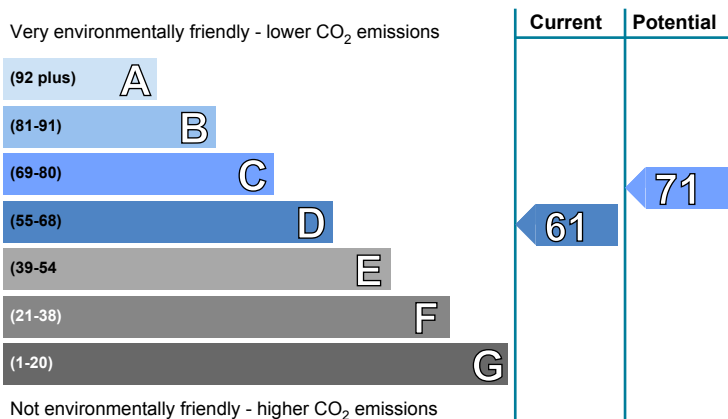 Current Potential
Very environmentally friendly - lower CO2 emissions
(92 plus) A
(81-91) B
(69-80) C
71
(55-68) D
61
(39-54 E
(21-38) F
(1-20) G
Not environmentally friendly - higher CO2 emissions